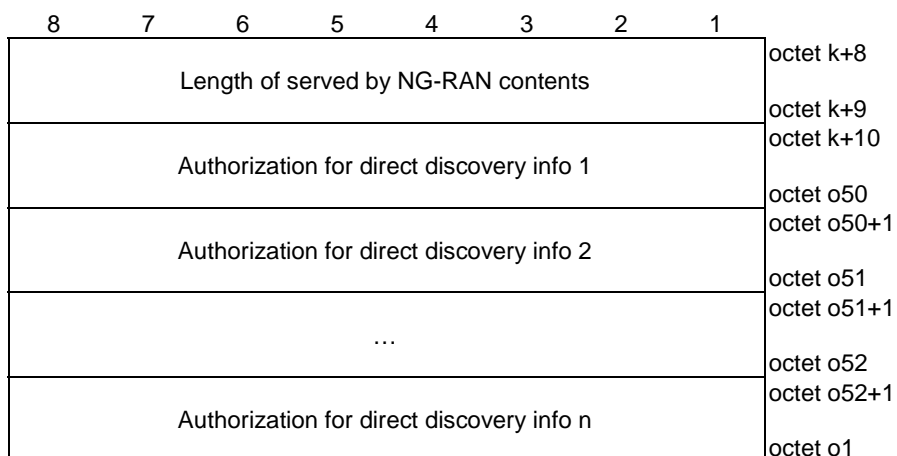 8 7 6 5 4 3 2 1
Length of served by NG-RAN contents
octet k+8
octet k+9
Authorization for direct discovery info 1
octet k+10
octet o50
Authorization for direct discovery info 2
octet o50+1
octet o51
…
octet o51+1
octet o52
Authorization for direct discovery info n
octet o52+1
octet o1